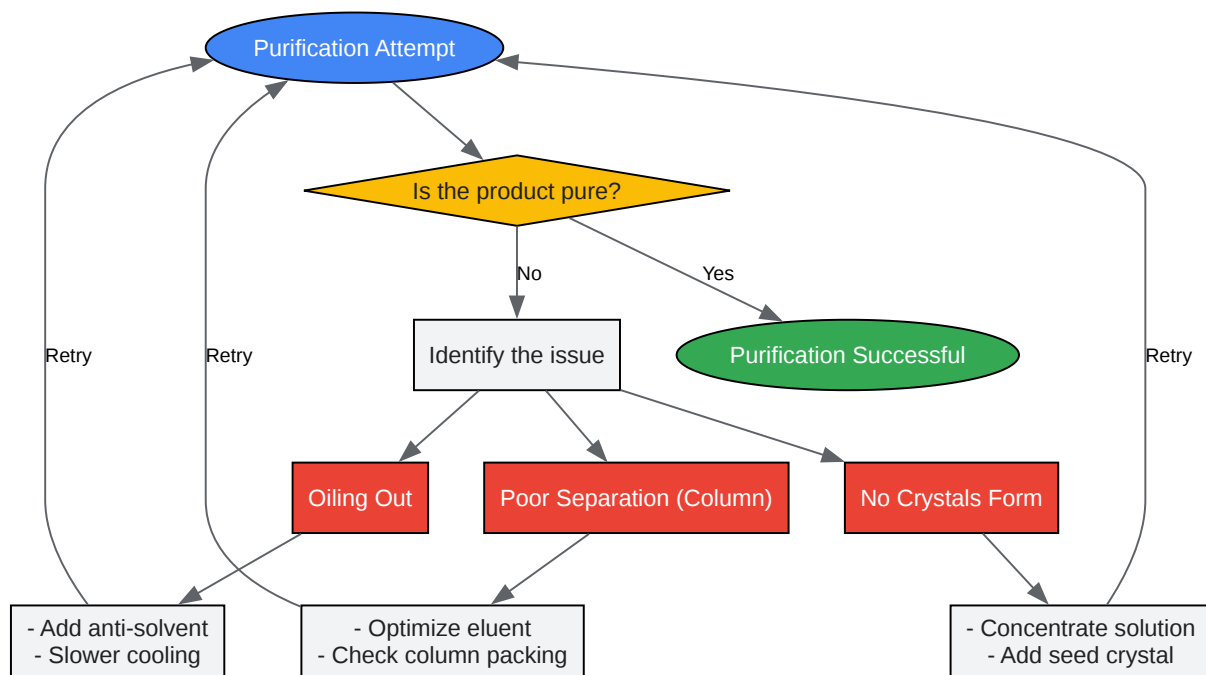 Purification Attempt
Is the product pure?
No
Yes
Retry
Retry
Identify the issue
Purification Successful
Retry
Oiling Out
Poor Separation (Column)
No Crystals Form
- Add anti-solvent
- Slower cooling
- Optimize eluent
- Check column packing
- Concentrate solution
- Add seed crystal